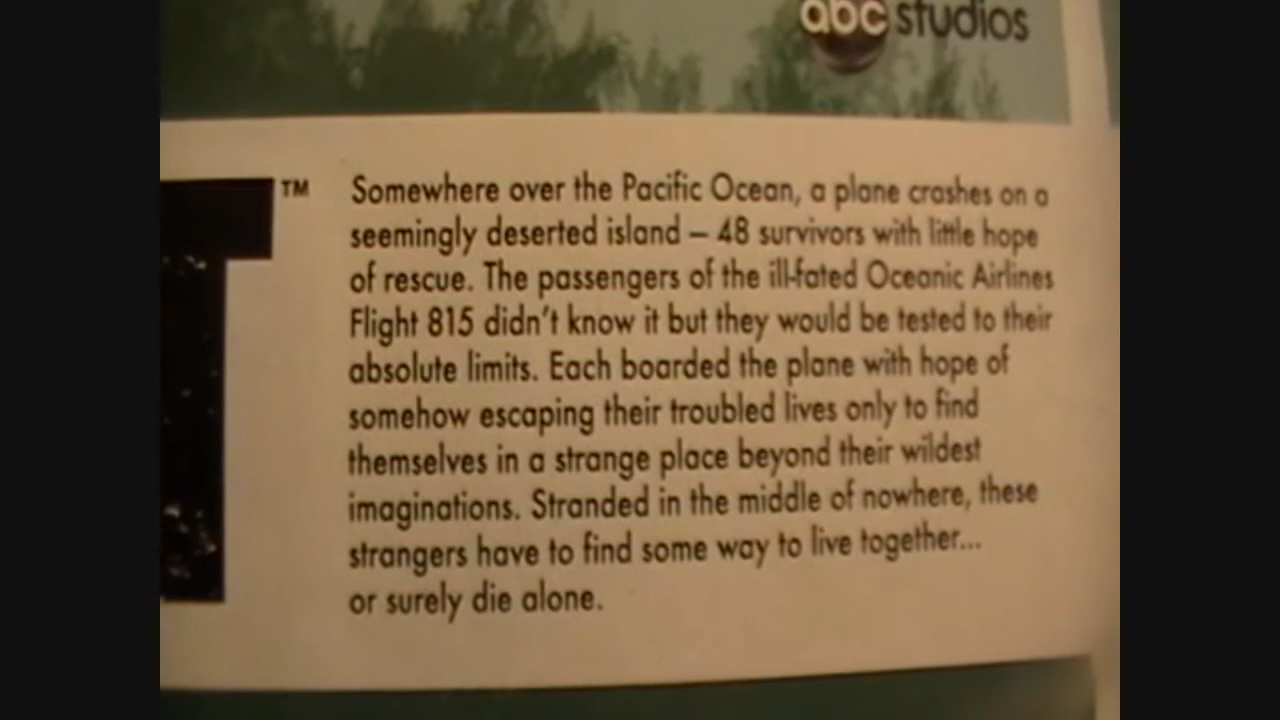 abc studios
T™
Somewhere over the Pacific Ocean, a plane crashes on a
seemingly deserted island – 48 survivors with little hope
of rescue. The passengers of the ill-fated Oceanic Airlines
Flight 815 didn't know it but they would be tested to their
absolute limits. Each boarded the plane with hope of
somehow escaping their troubled lives only to find
themselves in a strange place beyond their wildest
imaginations. Stranded in the middle of nowhere, these
strangers have to find some way to live together...
or surely die alone.